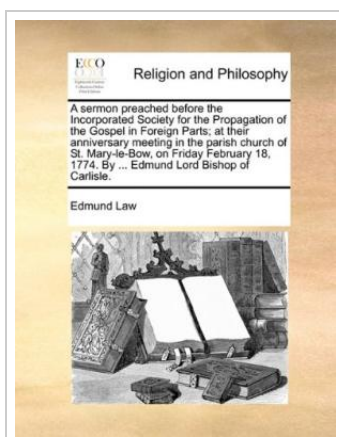 ECCO
Religion and Philosophy
A sermon preached before the
Incorporated Society for the Propagation of
the Gospel in Foreign Parts; at their
anniversary meeting in the parish church of
St. Mary-le-Bow, on Friday February 18,
1774. By ... Edmund Lord Bishop of
Carlisle.
Edmund Law